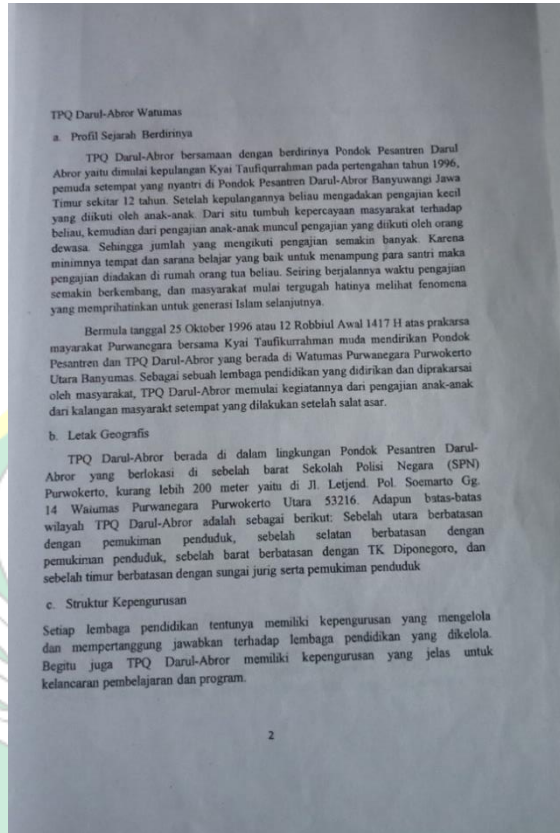 TPQ Darul-Abror Watumas
a. Profil Sejarah Berdirinya
TPQ Darul-Abror bersamaan dengan berdirinya Pondok Pesantren Darul
Abror yaitu dimulai kepulangan Kyai Taufiqurrahman pada pertengahan tahun 1996,
pemuda setempat yang nyantri di Pondok Pesantren Darul-Abror Banyuwangi Jawa
Timur sekitar 12 tahun. Setelah kepulangannya beliau mengadakan pengajian kecil
yang diikuti oleh anak-anak. Dari situ tumbuh kepercayaan masyarakat terhadap
beliau, kemudian dari pengajian anak-anak muncul pengajian yang diikuti oleh orang
dewasa. Sehingga jumlah yang mengikuti pengajian semakin banyak. Karena
minimnya tempat dan sarana belajar yang baik untuk menampung para santri maka
pengajian diadakan di rumah orang tua beliau. Seiring berjalannya waktu pengajian
semakin berkembang, dan masyarakat mulai tergugah hatinya melihat fenomena
yang memprihatinkan untuk generasi Islam selanjutnya.
Bermula tanggal 25 Oktober 1996 atau 12 Robbiul Awal 1417 H atas prakarsa
mayarakat Purwanegara bersama Kyai Taufikurrahman muda mendirikan Pondok
Pesantren dan TPQ Darul-Abror yang berada di Watumas Purwanegara Purwokerto
Utara Banyumas. Sebagai sebuah lembaga pendidikan yang didirikan dan diprakarsai
oleh masyarakat, TPQ Darul-Abror memulai kegiatannya dari pengajian anak-anak
dari kalangan masyarakt setempat yang dilakukan setelah salat asar.
b. Letak Geografis
TPQ Darul-Abror berada di dalam lingkungan Pondok Pesantren Darul-
Abror yang berlokasi di sebelah barat Sekolah Polisi Negara (SPN)
Purwokerto, kurang lebih 200 meter yaitu di Jl. Letjend. Pol. Soemarto Gg.
14 Watumas Purwanegara Purwokerto Utara 53216. Adapun batas-batas
wilayah TPQ Darul-Abror adalah sebagai berikut: Sebelah utara berbatasan
dengan pemukiman penduduk, sebelah selatan berbatasan dengan
pemukiman penduduk, sebelah barat berbatasan dengan TK Diponegoro, dan
sebelah timur berbatasan dengan sungai jurig serta pemukiman penduduk
c. Struktur Kepengurusan
Setiap lembaga pendidikan tentunya memiliki kepengurusan yang mengelola
dan mempertanggung jawabkan terhadap lembaga pendidikan yang dikelola.
Begitu juga TPQ Darul-Abror memiliki kepengurusan yang jelas untuk
kelancaran pembelajaran dan program.
2